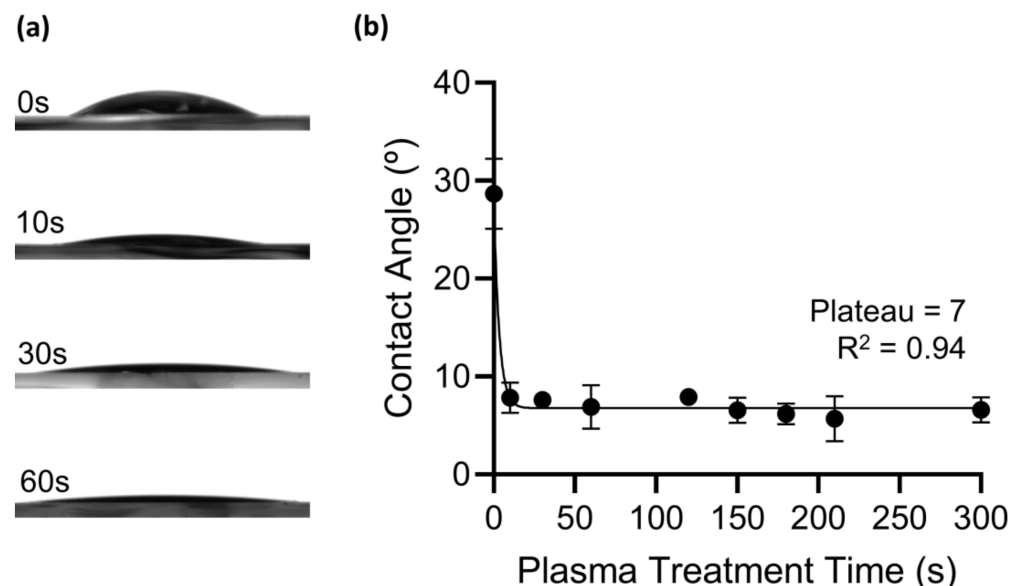 (a)
0s
10s
30s
60s
(b)
Contact Angle (º)
40
30
20
10
0
Plateau = 7
R² = 0.94
0 50 100 150 200 250 300
Plasma Treatment Time (s)